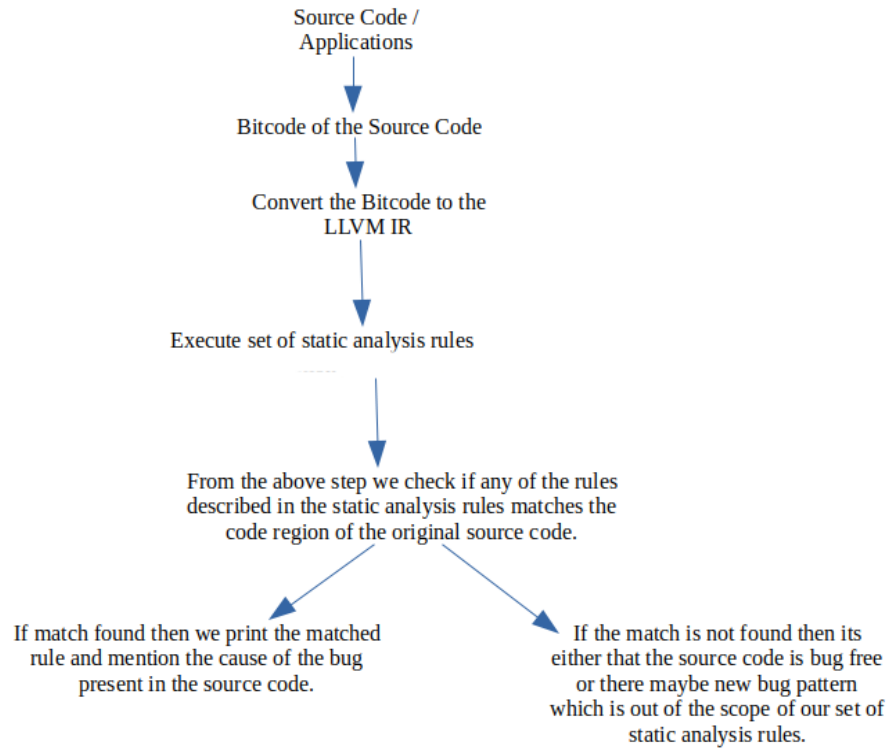 Source Code /
Applications
Bitcode of the Source Code
Convert the Bitcode to the
LLVM IR
Execute set of static analysis rules
From the above step we check if any of the rules
described in the static analysis rules matches the
code region of the original source code.
If match found then we print the matched
rule and mention the cause of the bug
present in the source code.
If the match is not found then its
either that the source code is bug free
or there maybe new bug pattern
which is out of the scope of our set of
static analysis rules.